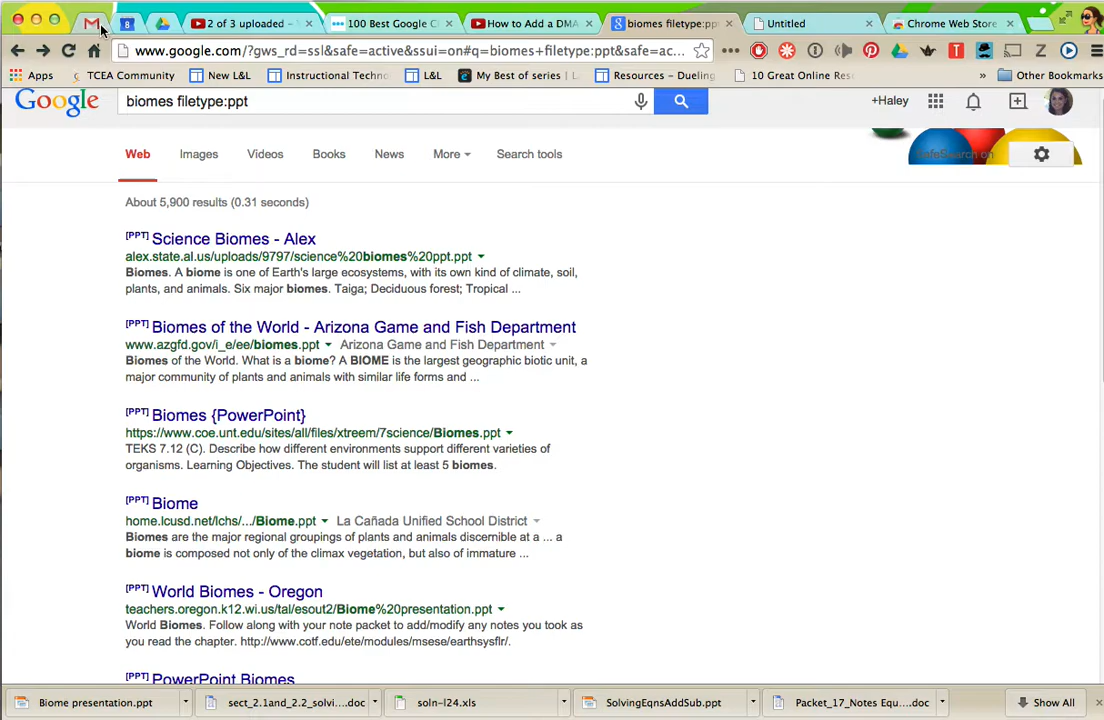 2 of 3 uploaded -
100 Best Google C
How to Add a DMA
biomes filetype:pp
Untitled
Chrome Web Store
www.google.com/?gws_rd=ssl&safe=active&ssui=on#q=biomes+filetype:ppt&safe=ac...
Apps TCEA Community New L&L Instructional Techno L&L My Best of series | L Resources – Dueling 10 Great Online Res » Other Bookmarks
Google biomes filetype:ppt +Haley
Web Images Videos Books News More Search tools SafeSearch on
About 5,900 results (0.31 seconds)
[PPT] Science Biomes - Alex
alex.state.al.us/uploads/9797/science%20biomes%20ppt.ppt
Biomes. A biome is one of Earth's large ecosystems, with its own kind of climate, soil,
plants, and animals. Six major biomes. Taiga; Deciduous forest; Tropical ...
[PPT] Biomes of the World - Arizona Game and Fish Department
www.azgfd.gov/i_e/ee/biomes.ppt Arizona Game and Fish Department
Biomes of the World. What is a biome? A BIOME is the largest geographic biotic unit, a
major community of plants and animals with similar life forms and ...
[PPT] Biomes {PowerPoint}
https://www.coe.unt.edu/sites/all/files/xtreem/7science/Biomes.ppt
TEKS 7.12 (C). Describe how different environments support different varieties of
organisms. Learning Objectives. The student will list at least 5 biomes.
[PPT] Biome
home.lcusd.net/lchs/.../Biome.ppt La Cañada Unified School District
Biomes are the major regional groupings of plants and animals discernible at a ... a
biome is composed not only of the climax vegetation, but also of immature ...
[PPT] World Biomes - Oregon
teachers.oregon.k12.wi.us/tal/esout2/Biome%20presentation.ppt
World Biomes. Follow along with your note packet to add/modify any notes you took as
you read the chapter. http://www.cotf.edu/ete/modules/msese/earthsysflr/.
[PPT] PowerPoint Biomes
Biome presentation.ppt sect_2.1and_2.2_solvi....doc soln-l24.xls SolvingEqnsAddSub.ppt Packet_17_Notes Equ....doc Show All